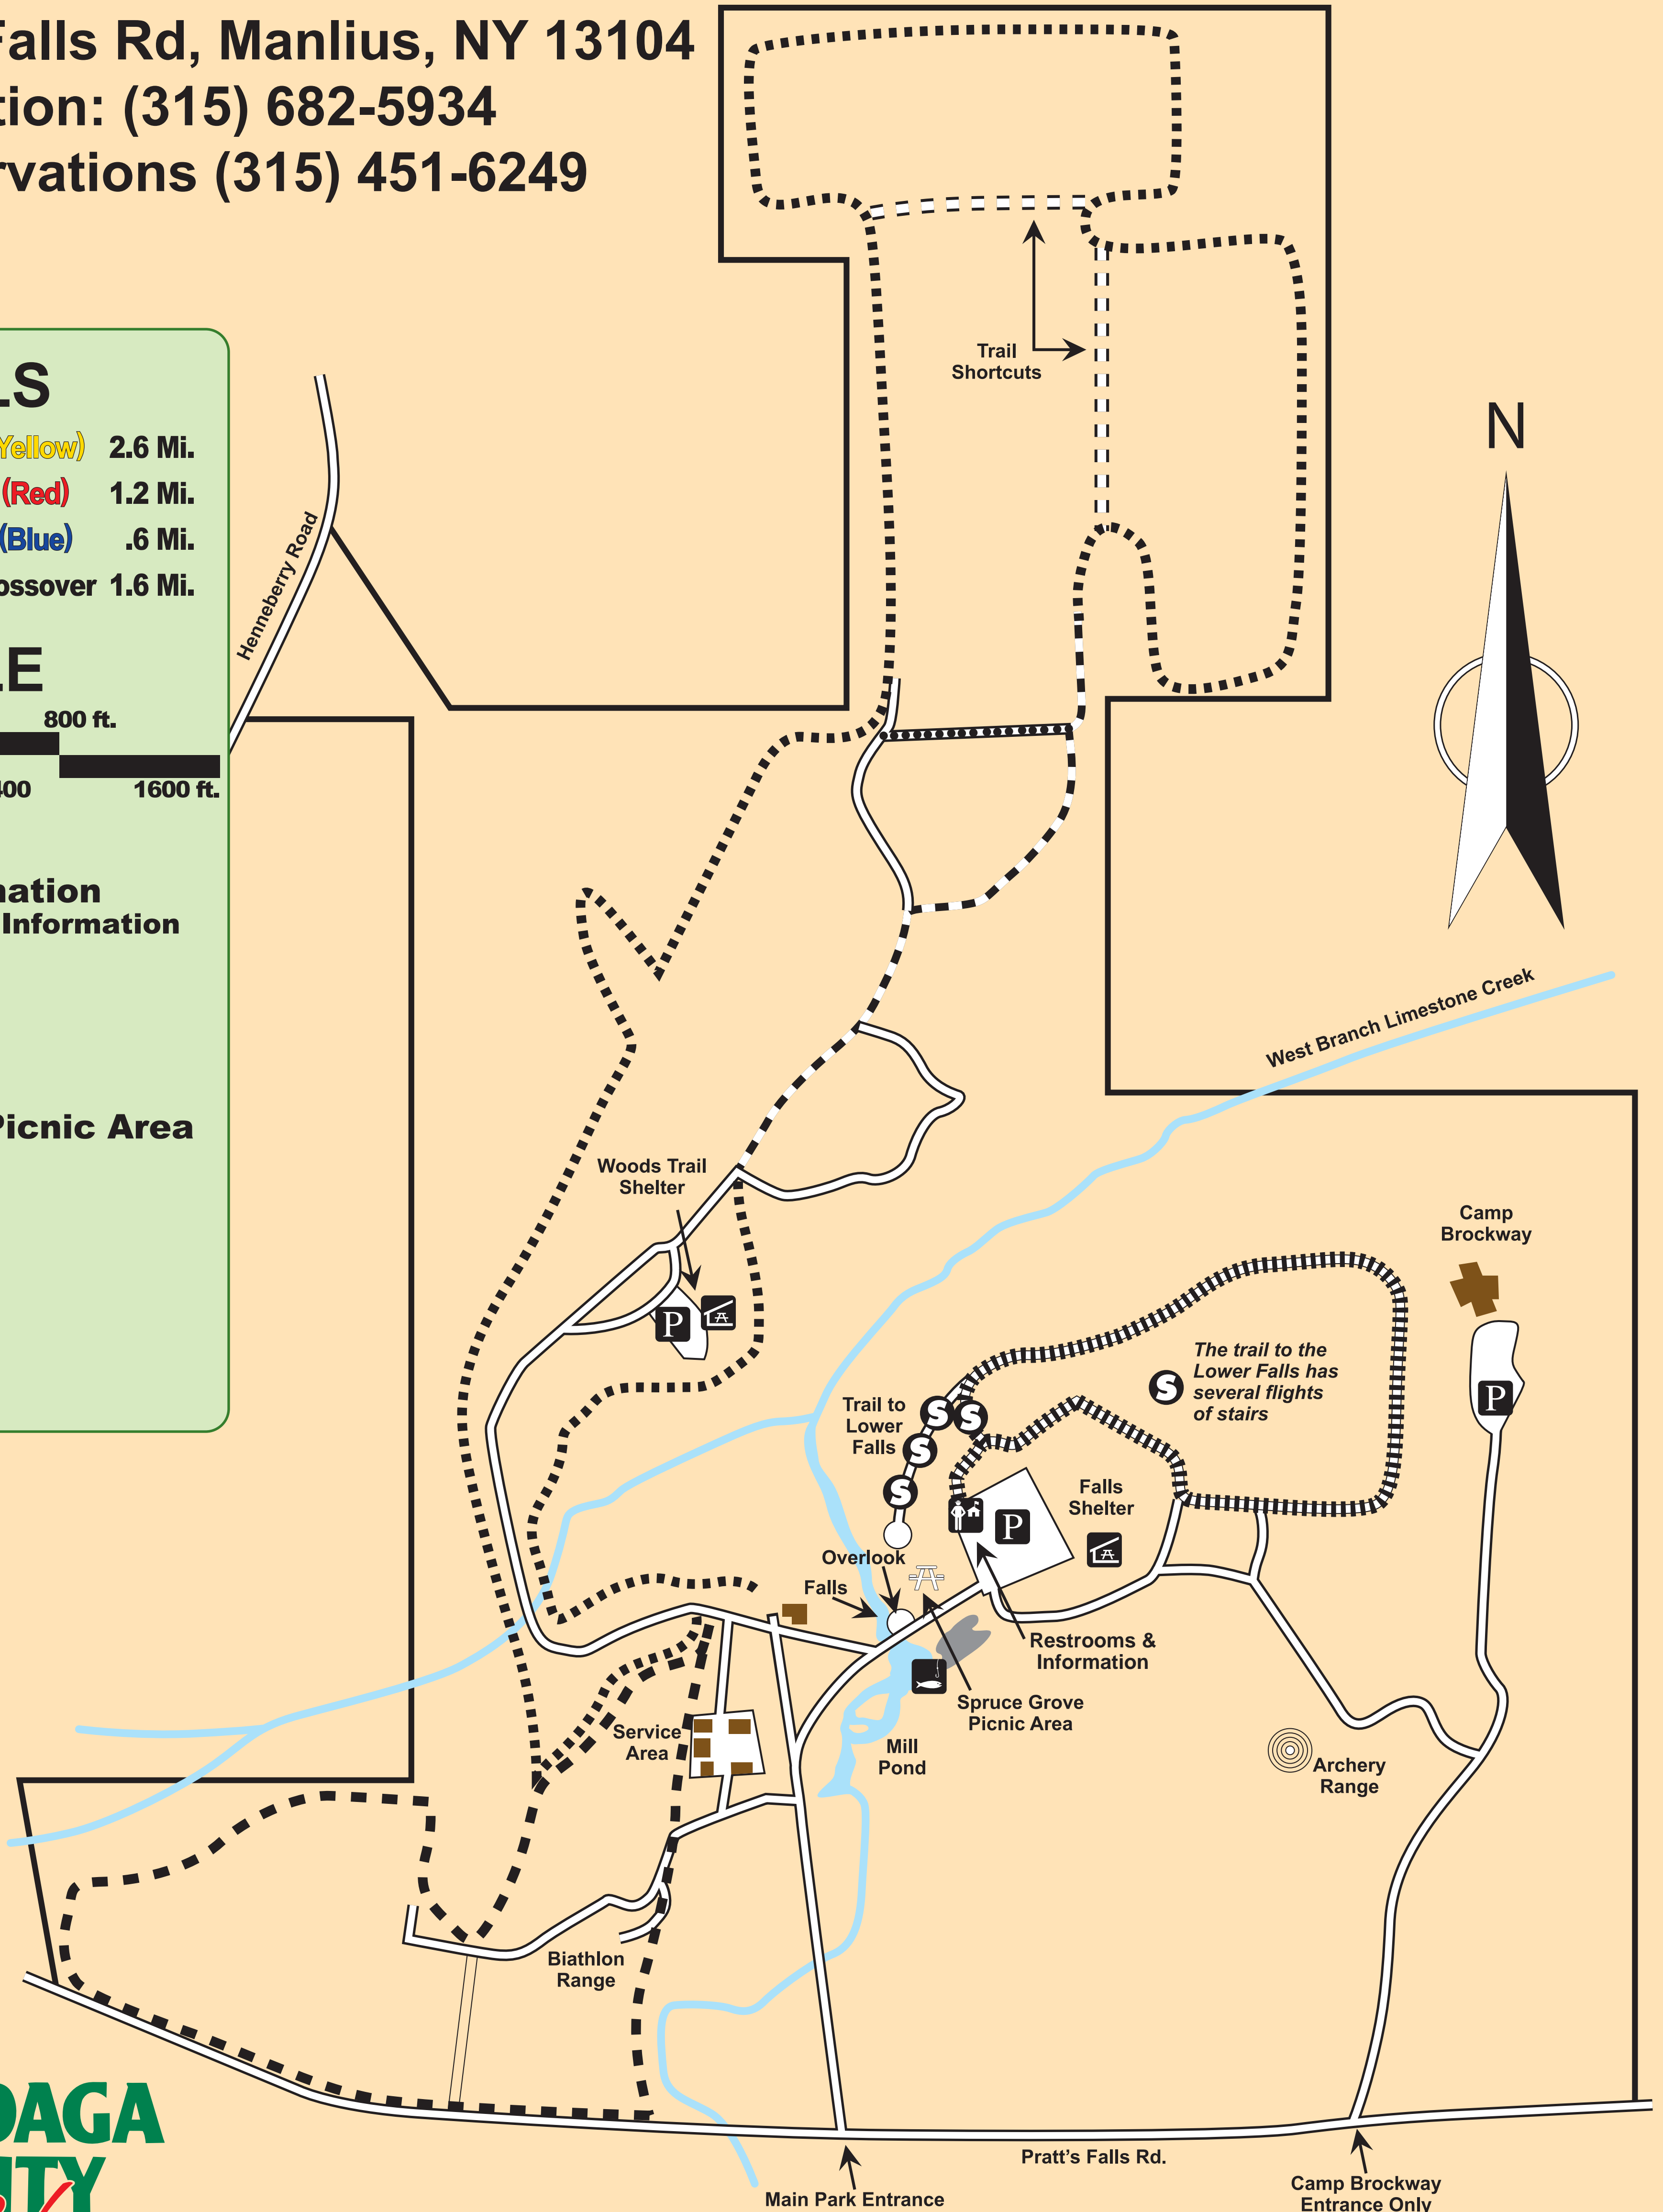 Falls Rd, Manlius, NY 13104
tion: (315) 682-5934
rvations (315) 451-6249
LS
Yellow) 2.6 Mi.
(Red) 1.2 Mi.
(Blue) .6 Mi.
ossover 1.6 Mi.
LE
800 ft.
400 1600 ft.
nation
Information
Picnic Area
Henneberry Road
Trail
Shortcuts
N
West Branch Limestone Creek
Woods Trail
Shelter
P
Camp
Brockway
P
The trail to the
Lower Falls has
several flights
of stairs
S
Trail to
Lower
Falls
S
S
S
S
P
Falls
Shelter
Overlook
Falls
Restrooms &
Information
Spruce Grove
Picnic Area
Mill
Pond
Service
Area
Archery
Range
Biathlon
Range
Pratt's Falls Rd.
Main Park Entrance
Camp Brockway
Entrance Only
DAGA
NTY